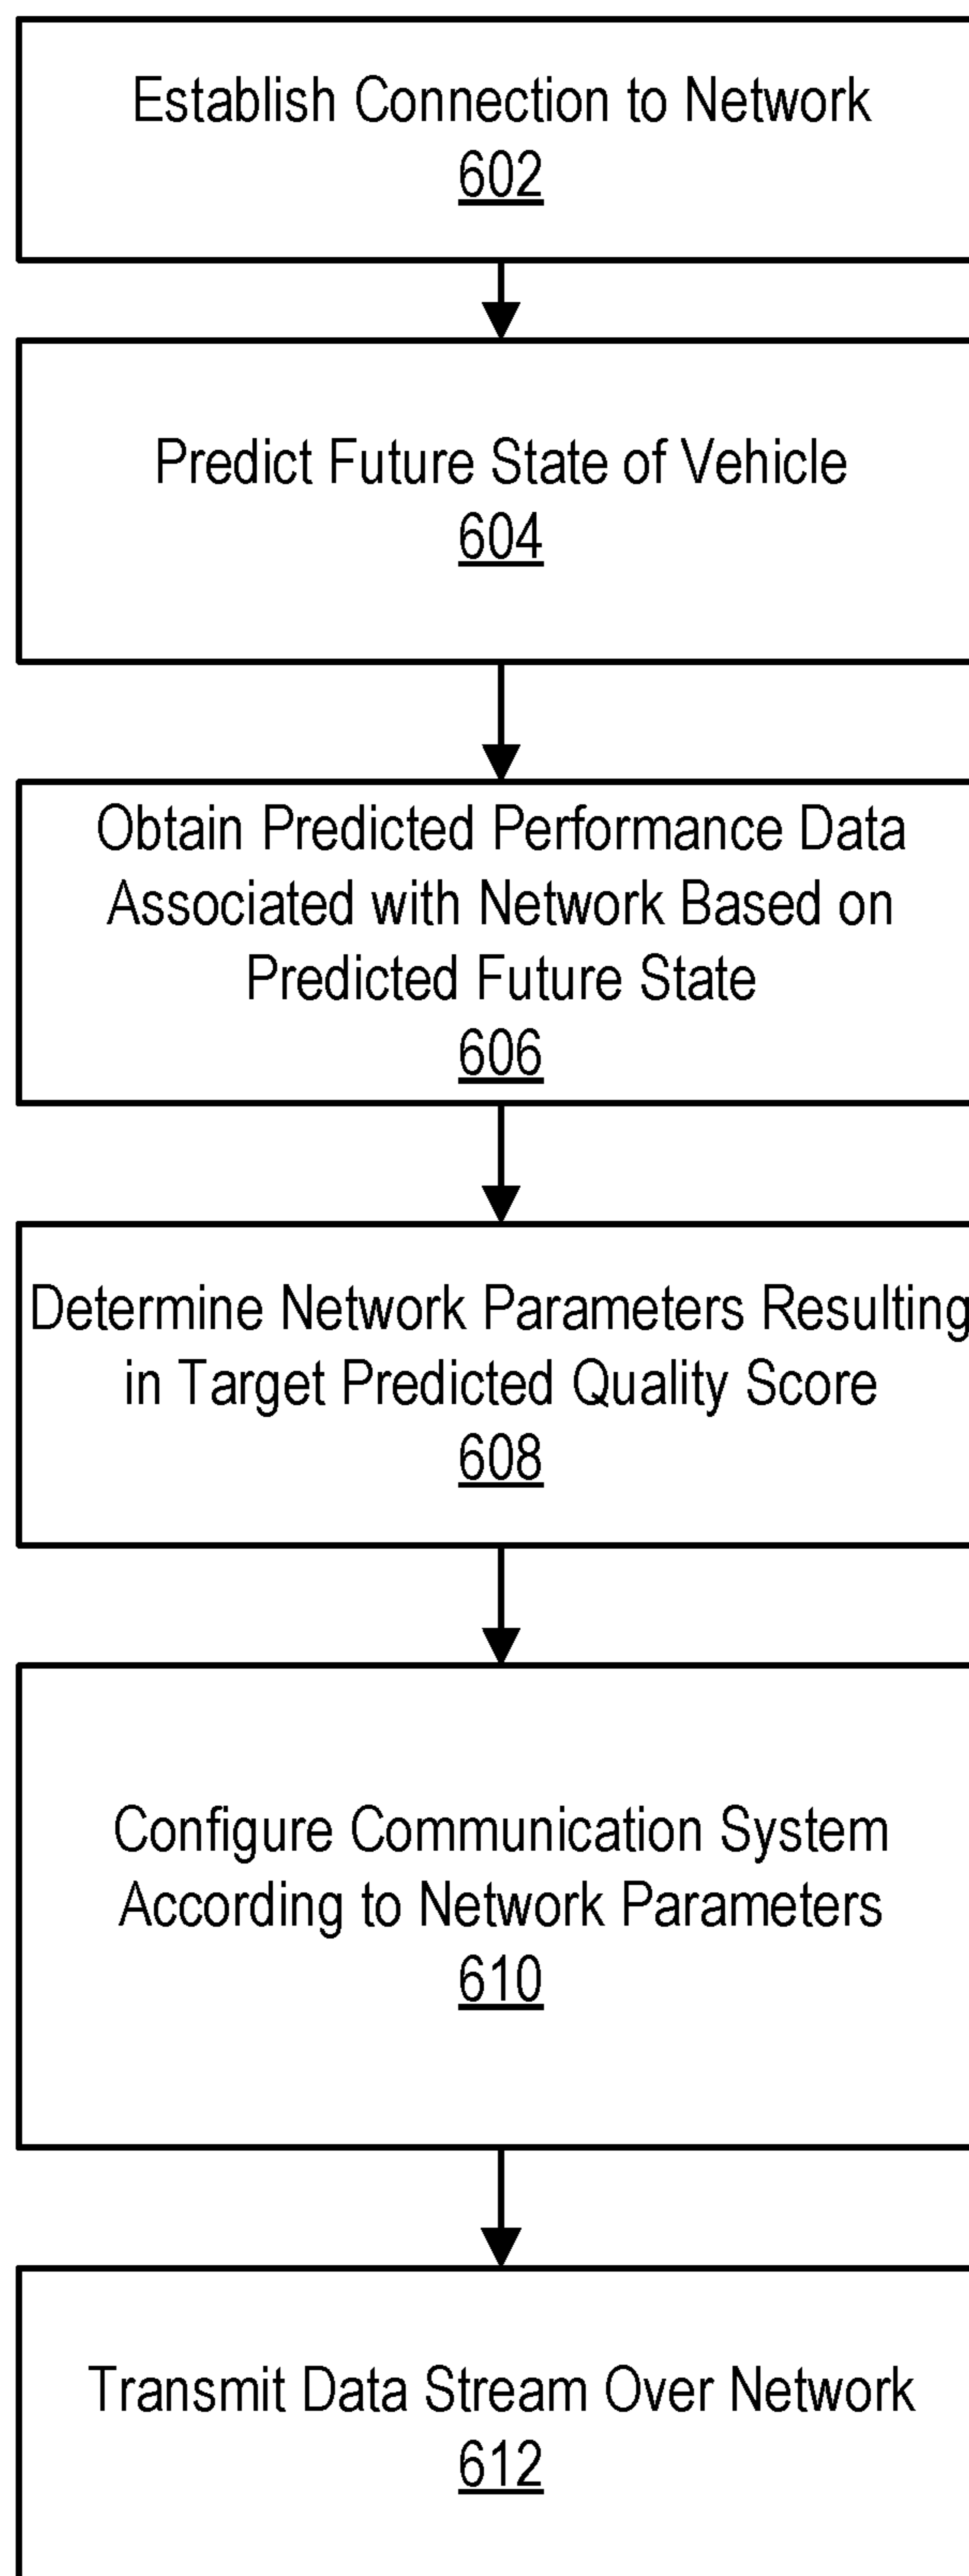 Establish Connection to Network
602
Predict Future State of Vehicle
604
Obtain Predicted Performance Data
Associated with Network Based on
Predicted Future State
606
Determine Network Parameters Resulting
in Target Predicted Quality Score
608
Configure Communication System
According to Network Parameters
610
Transmit Data Stream Over Network
612